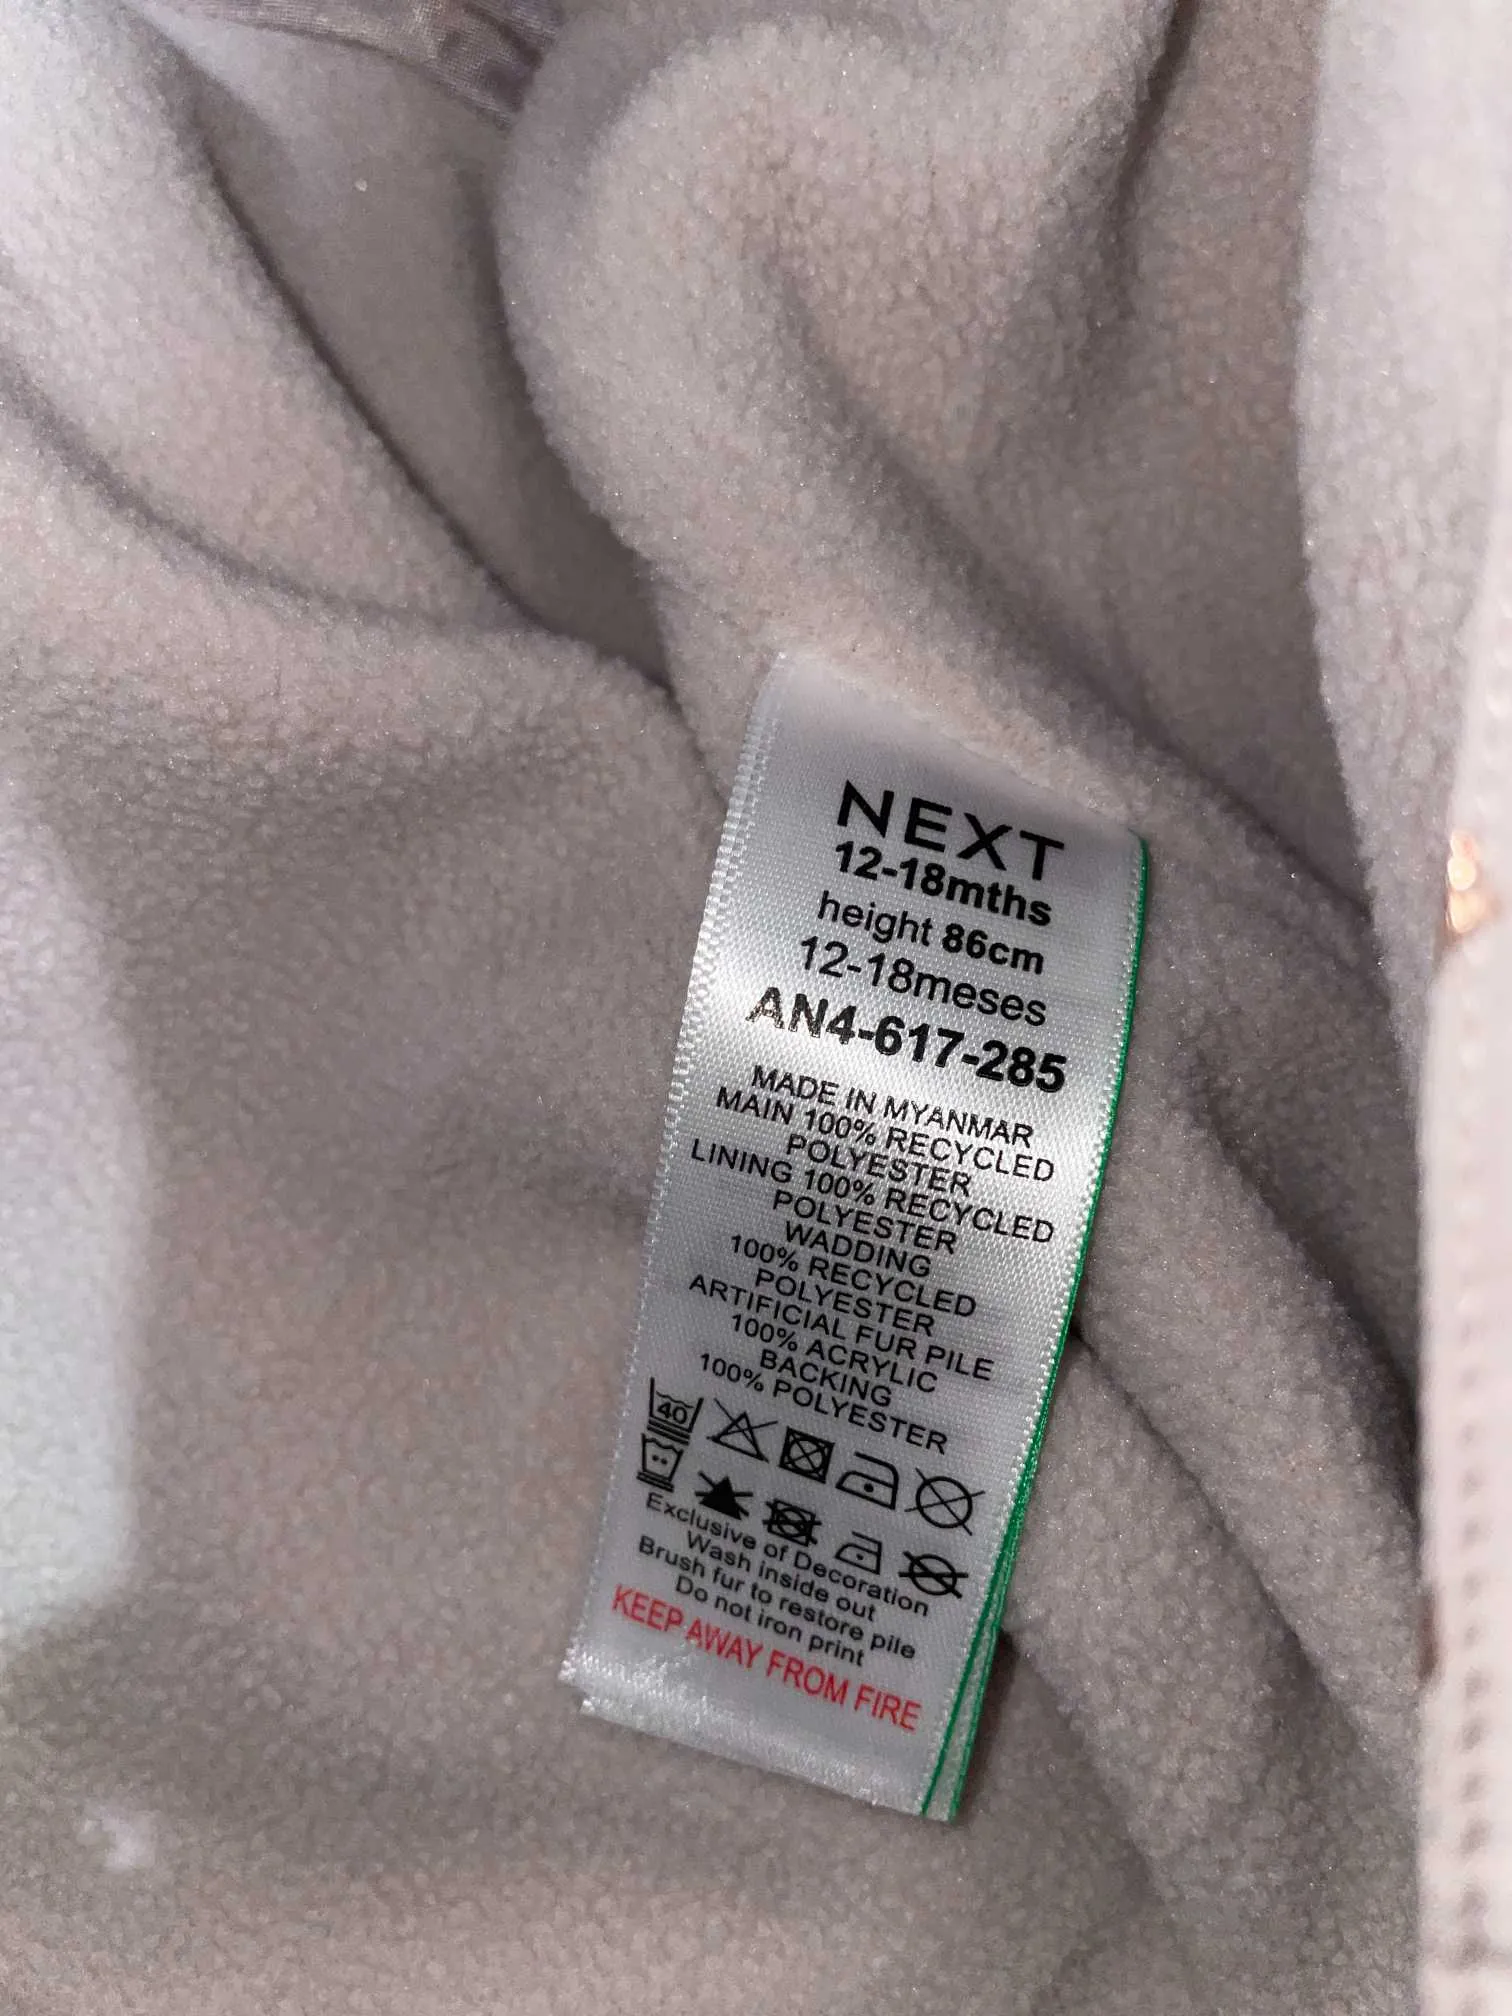 NEXT
12-18mths
height 86cm
12-18meses
AN4-617-285
MADE IN MYANMAR
MAIN 100% RECYCLED
POLYESTER
LINING 100% RECYCLED
POLYESTER
WADDING
100% RECYCLED
POLYESTER
ARTIFICIAL FUR PILE
100% ACRYLIC
BACKING
100% POLYESTER
40
Exclusive of Decoration
Wash inside out
Brush fur to restore pile
Do not iron print
KEEP AWAY FROM FIRE